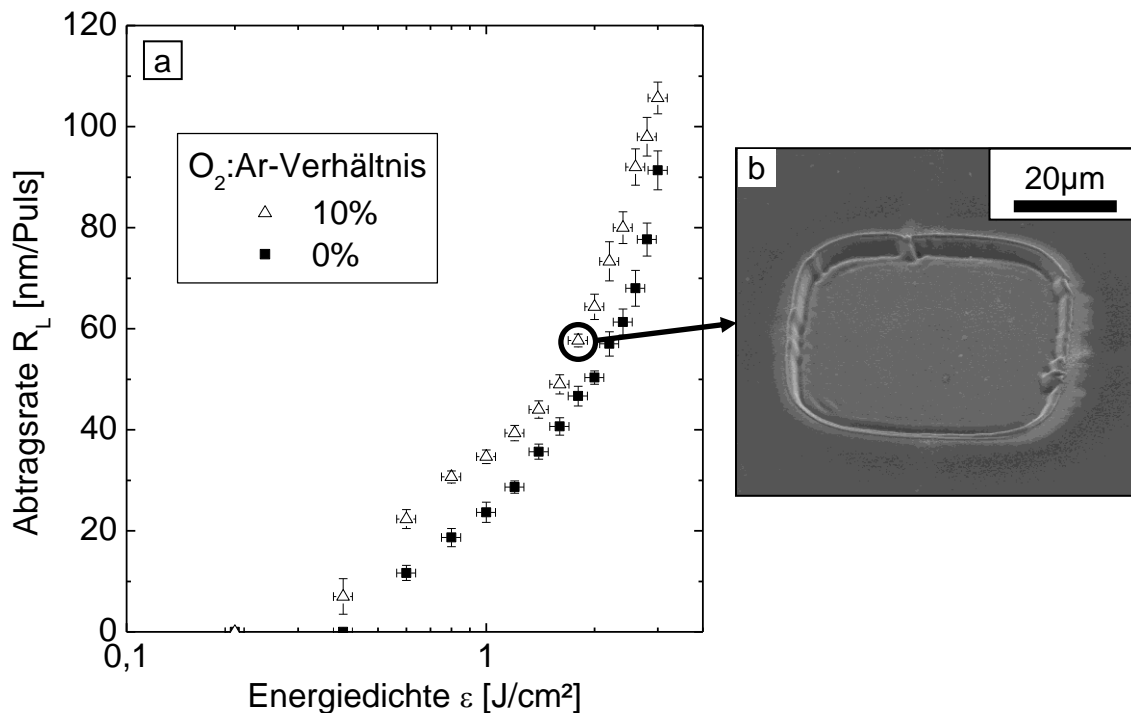 a
120
100
80
60
40
20
0
Abtragsrate R_L [nm/Puls]
O₂:Ar-Verhältnis
10%
0%
0,1
1
Energiedichte ε [J/cm²]
b
20µm